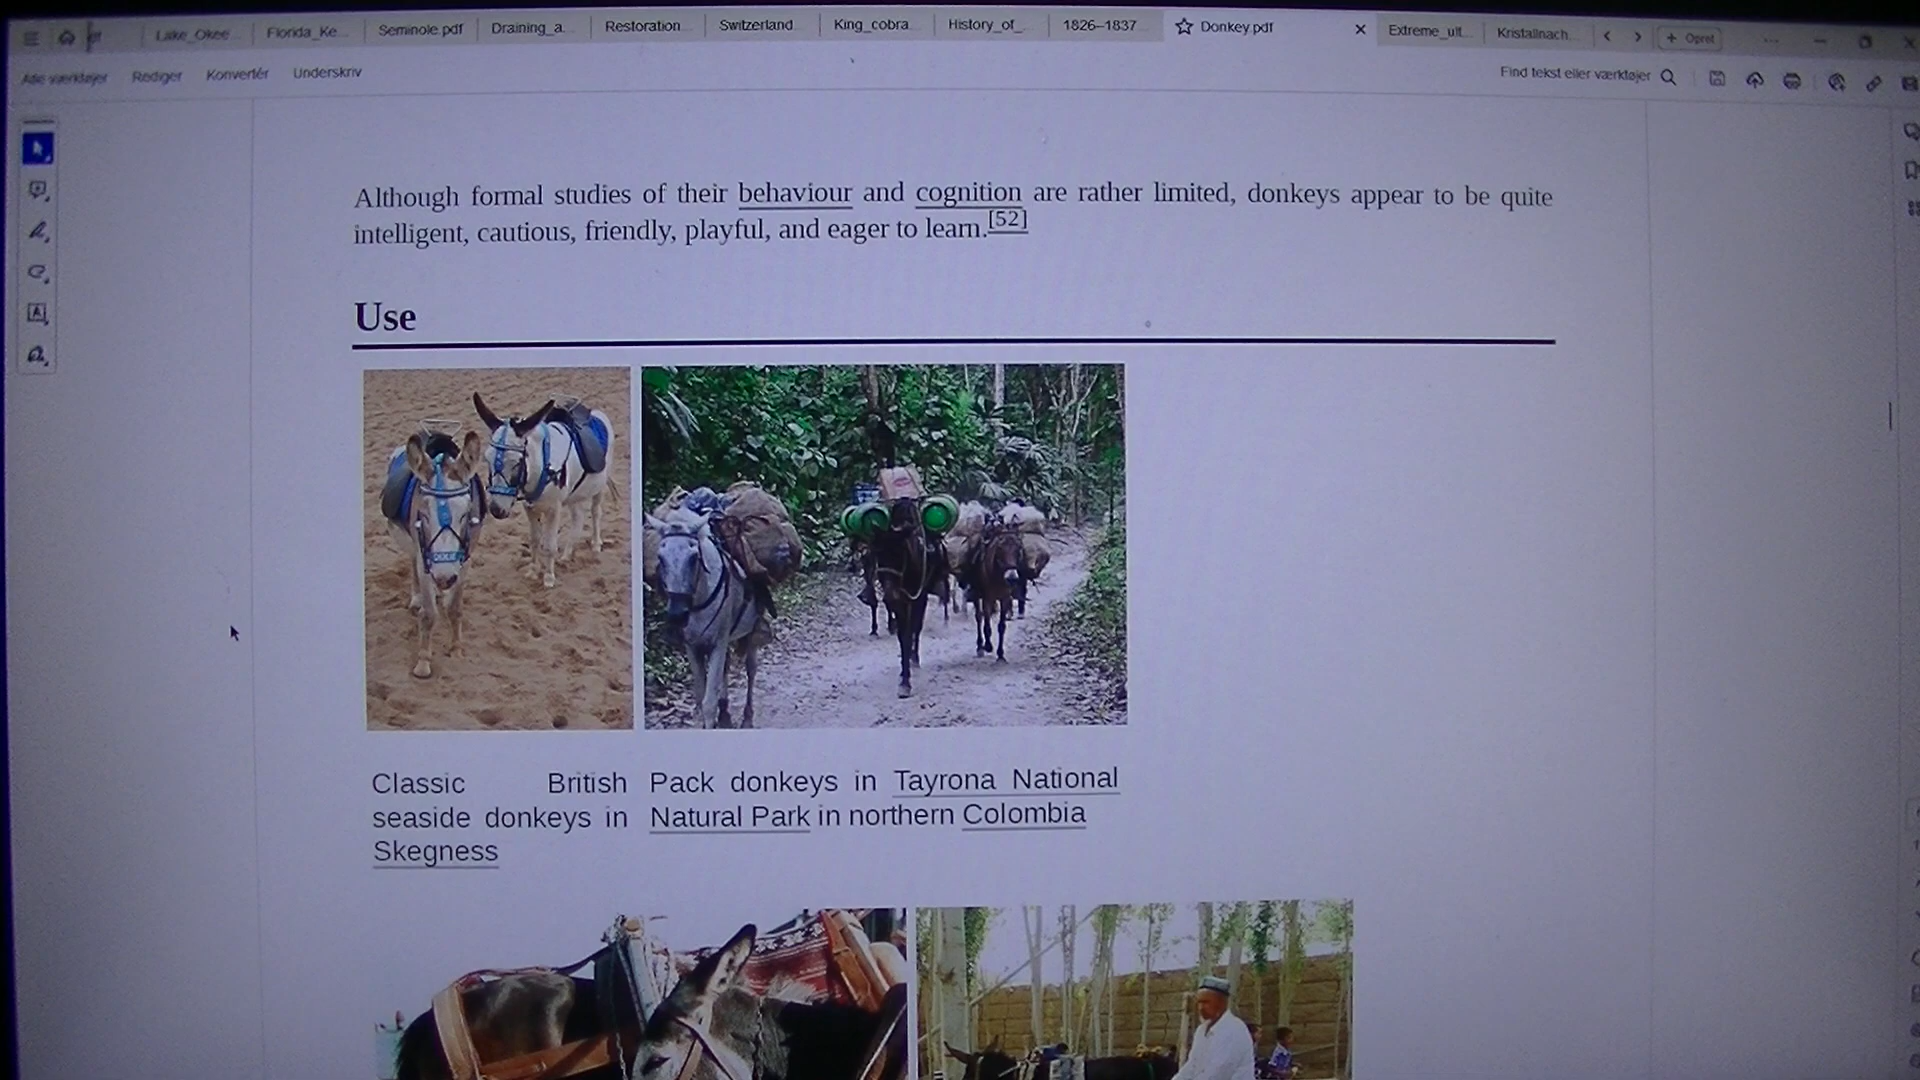 Lake_Okee...
Florida_Ke...
Seminole.pdf
Draining_a...
Restoration...
Switzerland...
King_cobra...
History_of_...
1826–1837...
Donkey.pdf
Extreme_ult...
Kristallnach...
+ Opret
Alle værktøjer
Rediger
Konvertér
Underskriv
Find tekst eller værktøjer
Although formal studies of their behaviour and cognition are rather limited, donkeys appear to be quite
intelligent, cautious, friendly, playful, and eager to learn.[52]
Use
Classic British
seaside donkeys in
Skegness
Pack donkeys in Tayrona National
Natural Park in northern Colombia